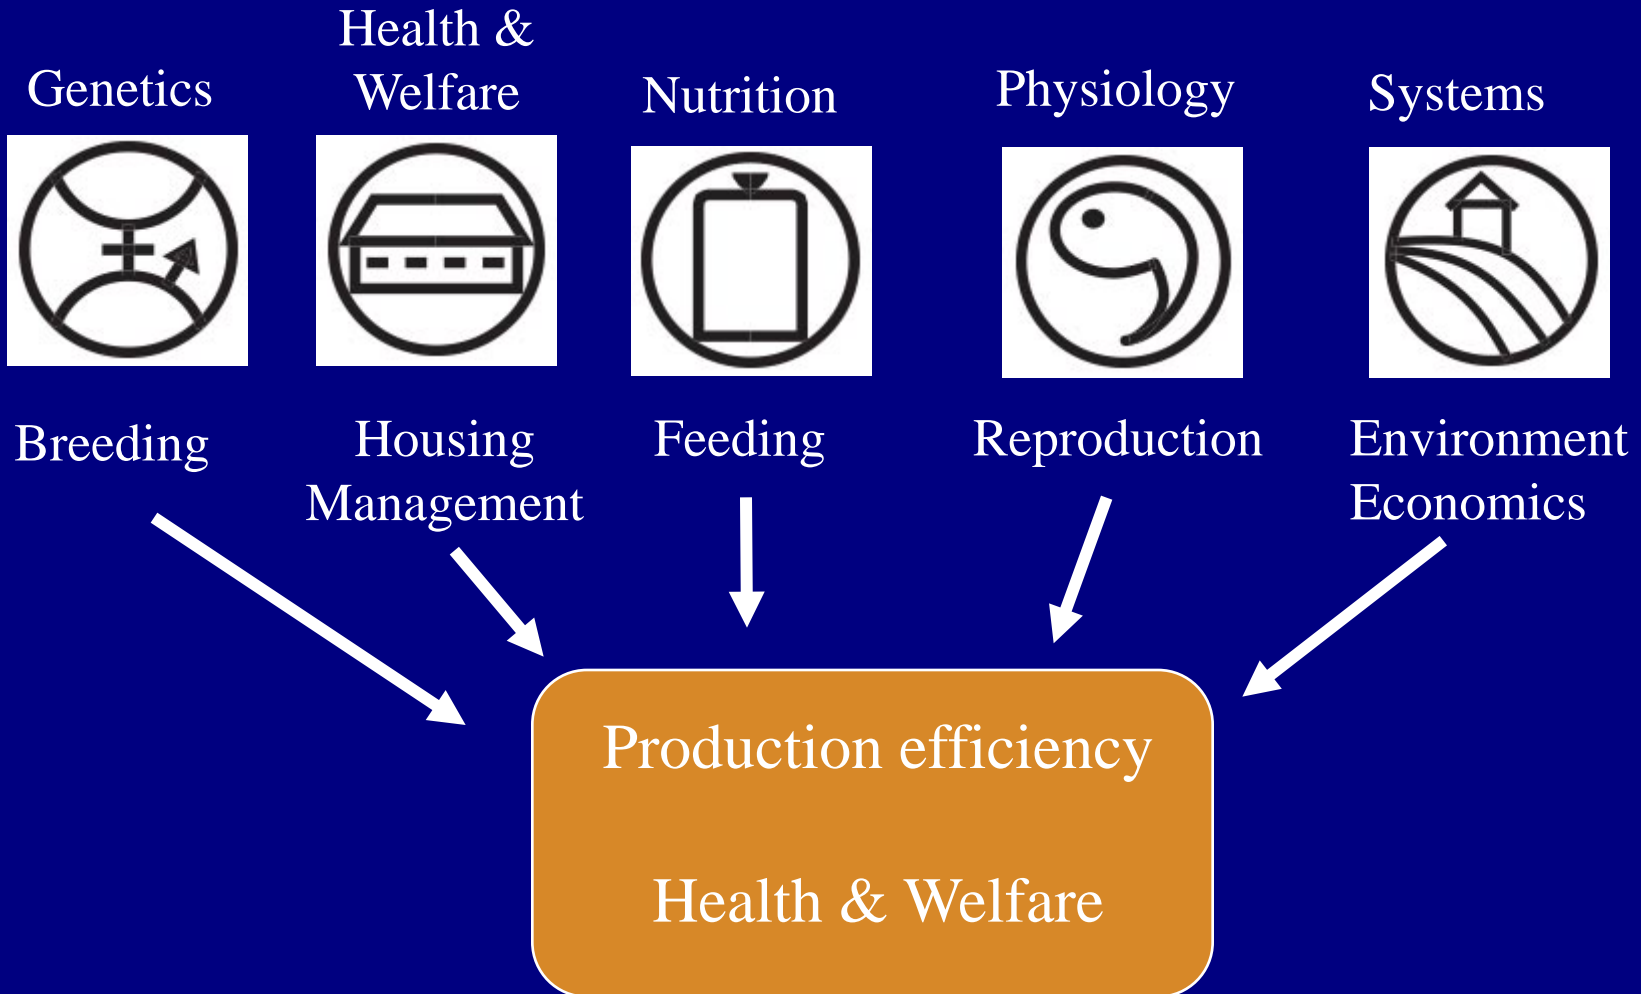 Genetics
Health &
Welfare
Nutrition
Physiology
Systems
Breeding
Housing
Management
Feeding
Reproduction
Environment
Economics
Production efficiency
Health & Welfare